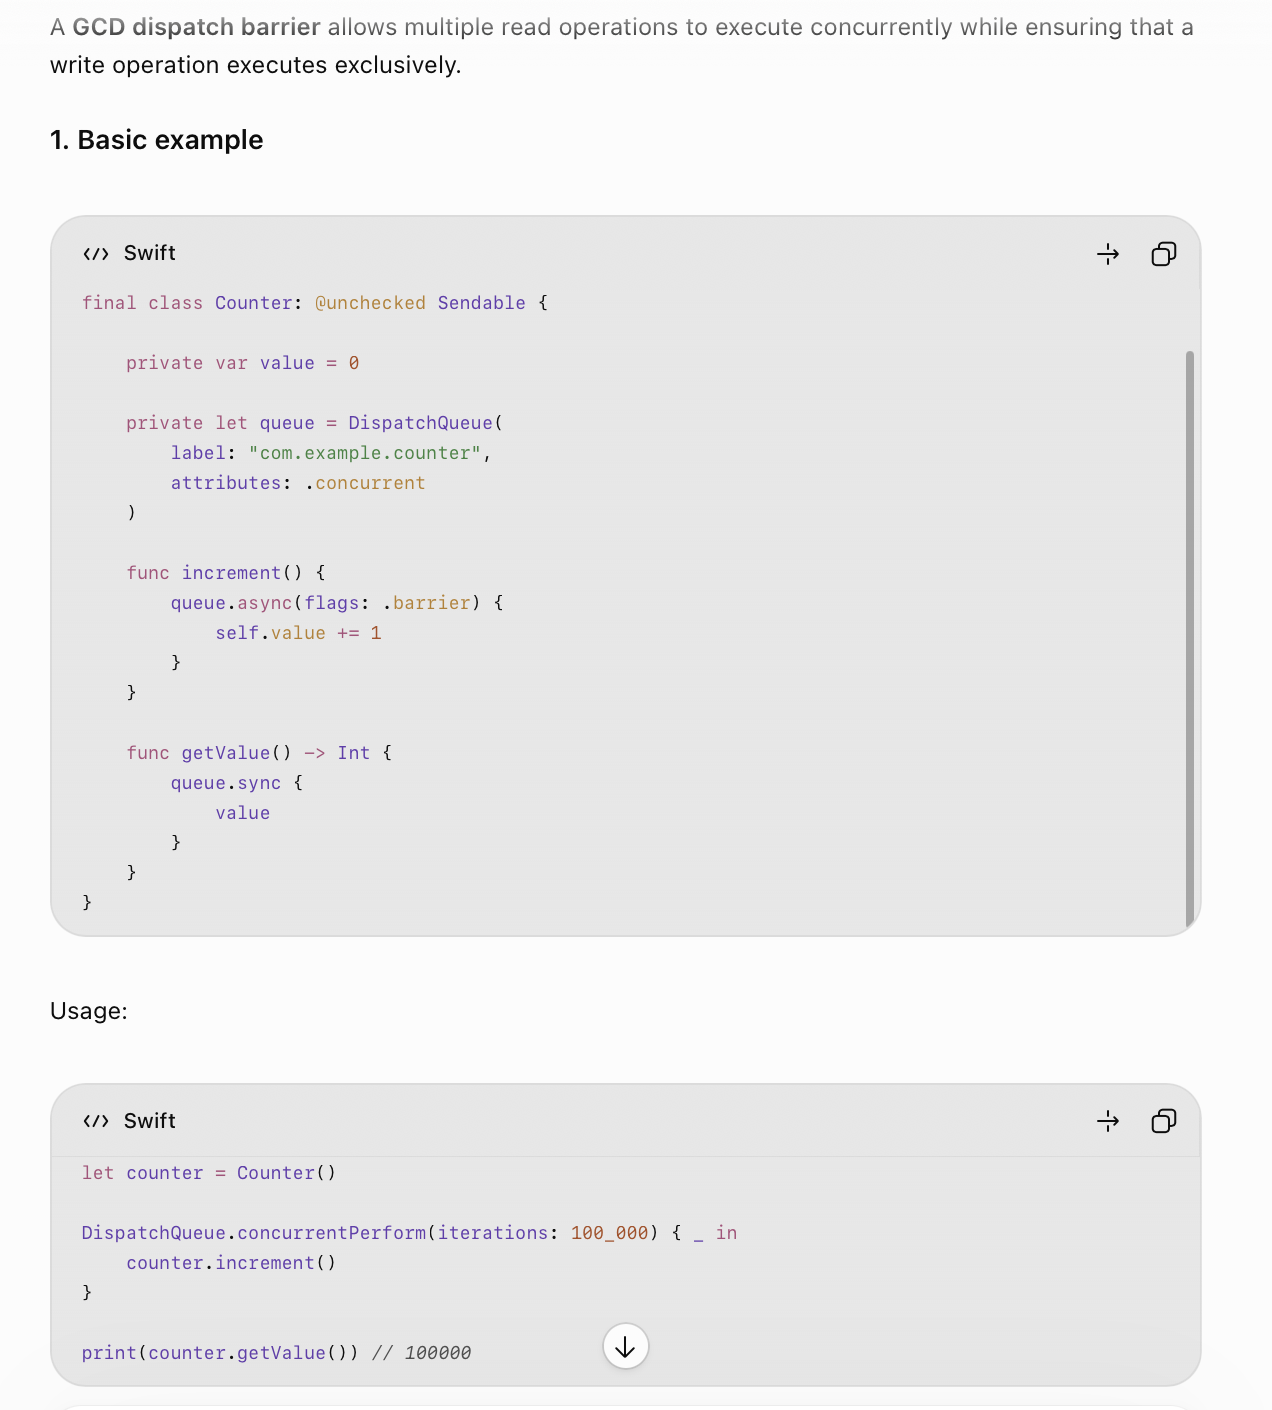 A GCD dispatch barrier allows multiple read operations to execute concurrently while ensuring that a
write operation executes exclusively.
1. Basic example
Swift
final class Counter: @unchecked Sendable {
    private var value = 0
    private let queue = DispatchQueue(
        label: "com.example.counter",
        attributes: .concurrent
    )
    func increment() {
        queue.async(flags: .barrier) {
            self.value += 1
        }
    }
    func getValue() -> Int {
        queue.sync {
            value
        }
    }
}
Usage:
Swift
let counter = Counter()
DispatchQueue.concurrentPerform(iterations: 100_000) { _ in
    counter.increment()
}
print(counter.getValue()) // 100000